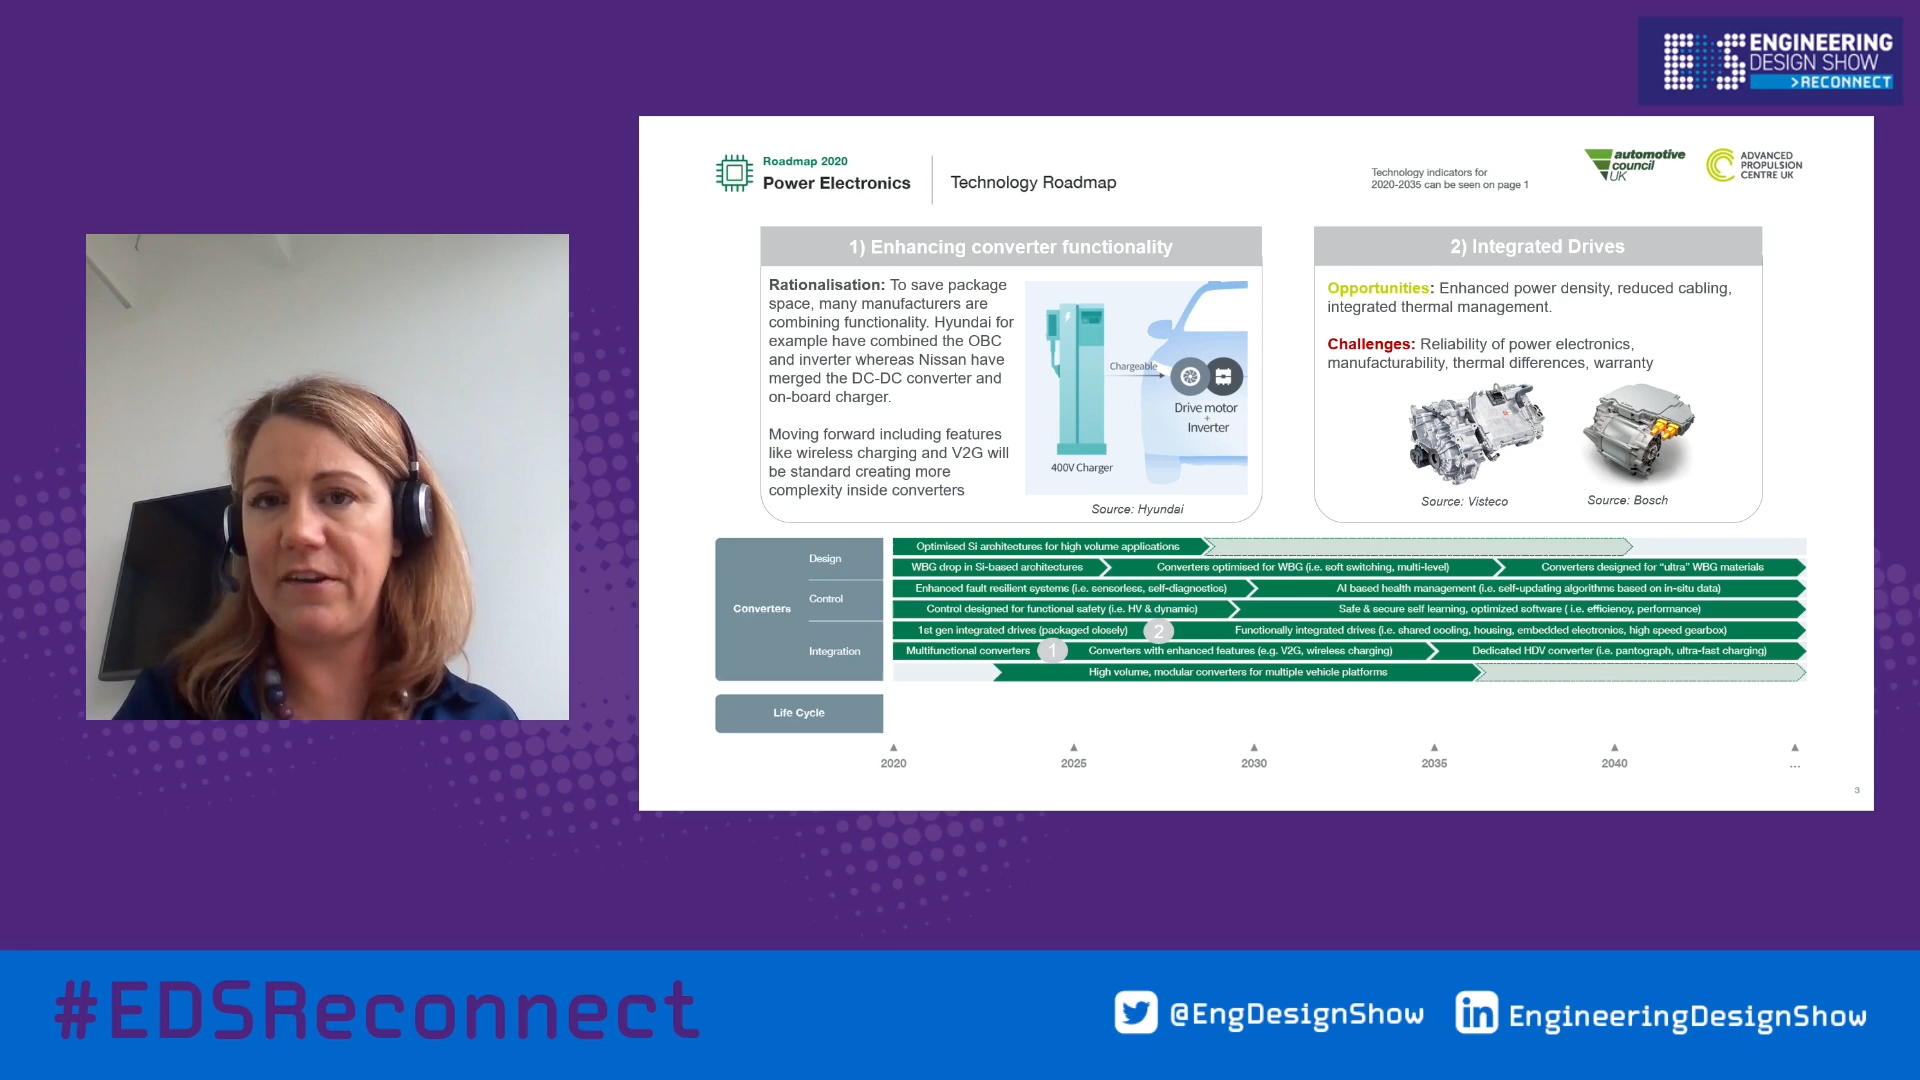 ENGINEERING
DESIGN SHOW
>RECONNECT
Roadmap 2020
Power Electronics
Technology Roadmap
Technology indicators for
2020-2035 can be seen on page 1
automotive
council
UK
ADVANCED
PROPULSION
CENTRE UK
1) Enhancing converter functionality
Rationalisation: To save package
space, many manufacturers are
combining functionality. Hyundai for
example have combined the OBC
and inverter whereas Nissan have
merged the DC-DC converter and
on-board charger.
Moving forward including features
like wireless charging and V2G will
be standard creating more
complexity inside converters
Chargeable
Drive motor
+
Inverter
400V Charger
Source: Hyundai
2) Integrated Drives
Opportunities: Enhanced power density, reduced cabling,
integrated thermal management.
Challenges: Reliability of power electronics,
manufacturability, thermal differences, warranty
Source: Visteco
Source: Bosch
Converters
Design
Control
Integration
Optimised Si architectures for high volume applications
WBG drop in Si-based architectures
Converters optimised for WBG (i.e. soft switching, multi-level)
Converters designed for “ultra” WBG materials
Enhanced fault resilient systems (i.e. sensorless, self-diagnostics)
AI based health management (i.e. self-updating algorithms based on in-situ data)
Control designed for functional safety (i.e. HV & dynamic)
Safe & secure self learning, optimized software ( i.e. efficiency, performance)
1st gen integrated drives (packaged closely)
2
Functionally integrated drives (i.e. shared cooling, housing, embedded electronics, high speed gearbox)
Multifunctional converters
1
Converters with enhanced features (e.g. V2G, wireless charging)
Dedicated HDV converter (i.e. pantograph, ultra-fast charging)
High volume, modular converters for multiple vehicle platforms
Life Cycle
2020
2025
2030
2035
2040
...
3
#EDSReconnect
@EngDesignShow
in
EngineeringDesignShow